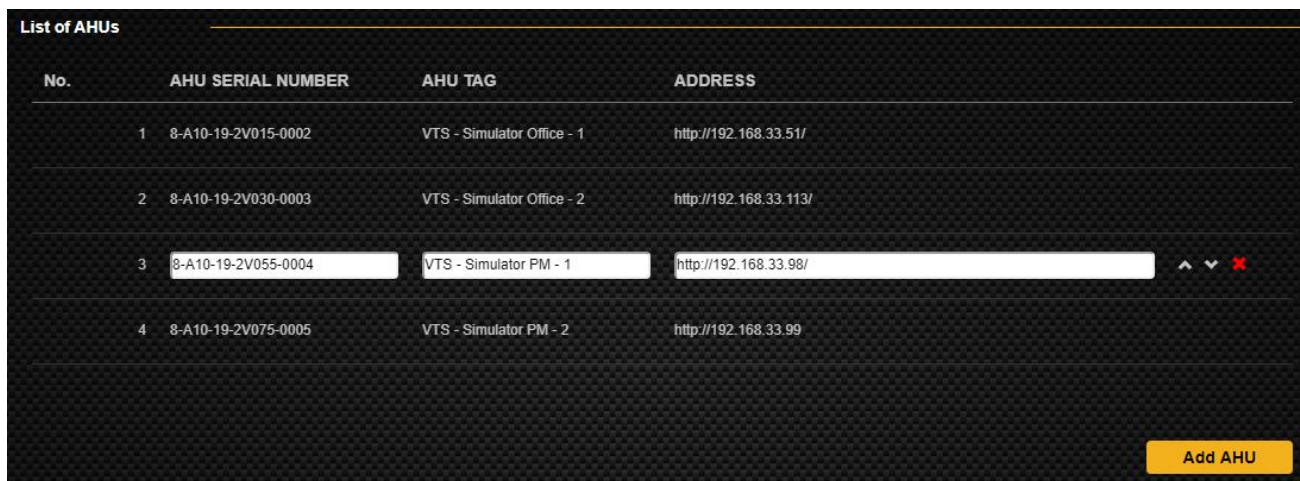 List of AHUs
No. AHU SERIAL NUMBER AHU TAG ADDRESS
1 8-A10-19-2V015-0002 VTS - Simulator Office - 1 http://192.168.33.51/
2 8-A10-19-2V030-0003 VTS - Simulator Office - 2 http://192.168.33.113/
3 8-A10-19-2V055-0004 VTS - Simulator PM - 1 http://192.168.33.98/
4 8-A10-19-2V075-0005 VTS - Simulator PM - 2 http://192.168.33.99
Add AHU